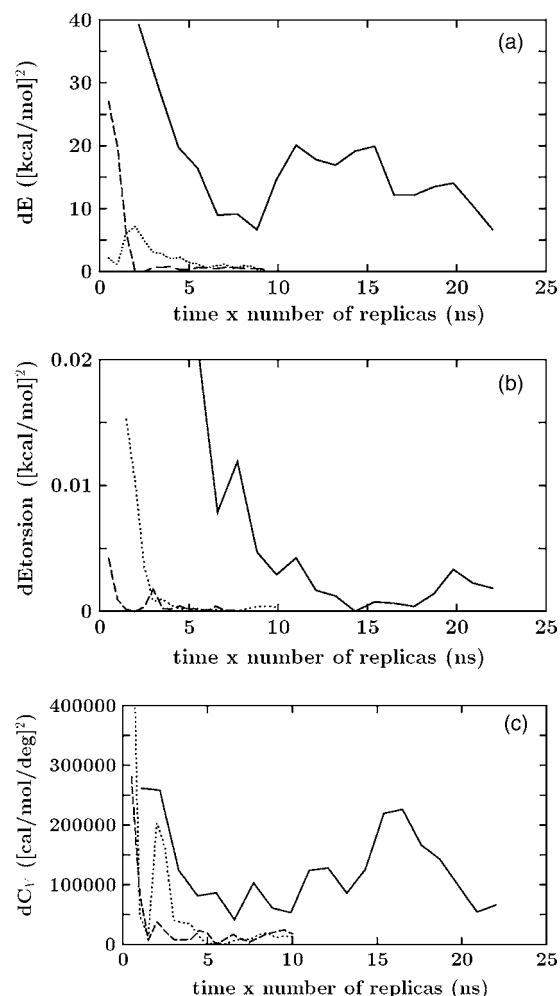 (a)
40
30
20
10
0
dE ([kcal/mol]²)
0 5 10 15 20 25
time x number of replicas (ns)
(b)
0.02
0.01
0
dEtorsion ([kcal/mol]²)
0 5 10 15 20 25
time x number of replicas (ns)
(c)
400000
300000
200000
100000
0
dC_V ([cal/mol/deg]²)
0 5 10 15 20 25
time x number of replicas (ns)